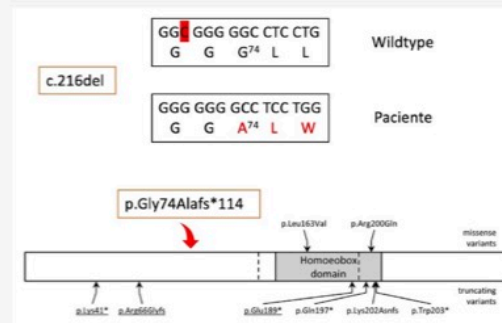 GGC GGG GGC CTC CTG
G G G74 L L
Wildtype
c.216del
GGG GGG GCC TCC TGG
G G A74 L W
Paciente
p.Gly74Alafs*114
p.Leu163Val p.Arg200Gln
missense
variants
Homoeobox
domain
truncating
variants
p.Lys41* p.Arg66Glyfs p.Glu189* p.Gln197* p.Lys202Asnfs p.Trp203*